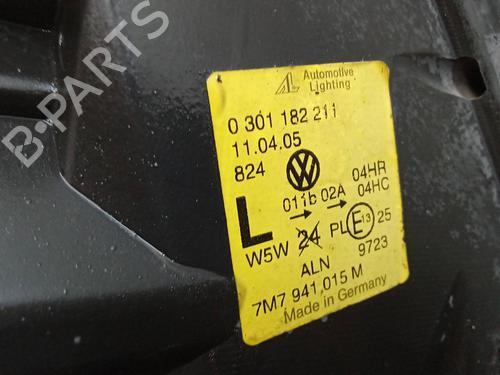 B-PARTS
Automotive
Lighting
0 301 182 211
11.04.05
824
L
011b 02A 04HR
04HC
W5W 24 PL E13 25
9723
ALN
7M7 941 015 M
Made in Germany